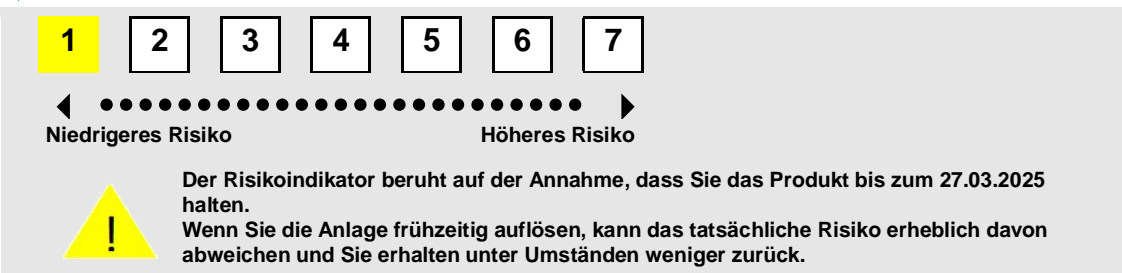 1 2 3 4 5 6 7
Niedrigeres Risiko Höheres Risiko
Der Risikoindikator beruht auf der Annahme, dass Sie das Produkt bis zum 27.03.2025
halten.
Wenn Sie die Anlage frühzeitig auflösen, kann das tatsächliche Risiko erheblich davon
abweichen und Sie erhalten unter Umständen weniger zurück.
!